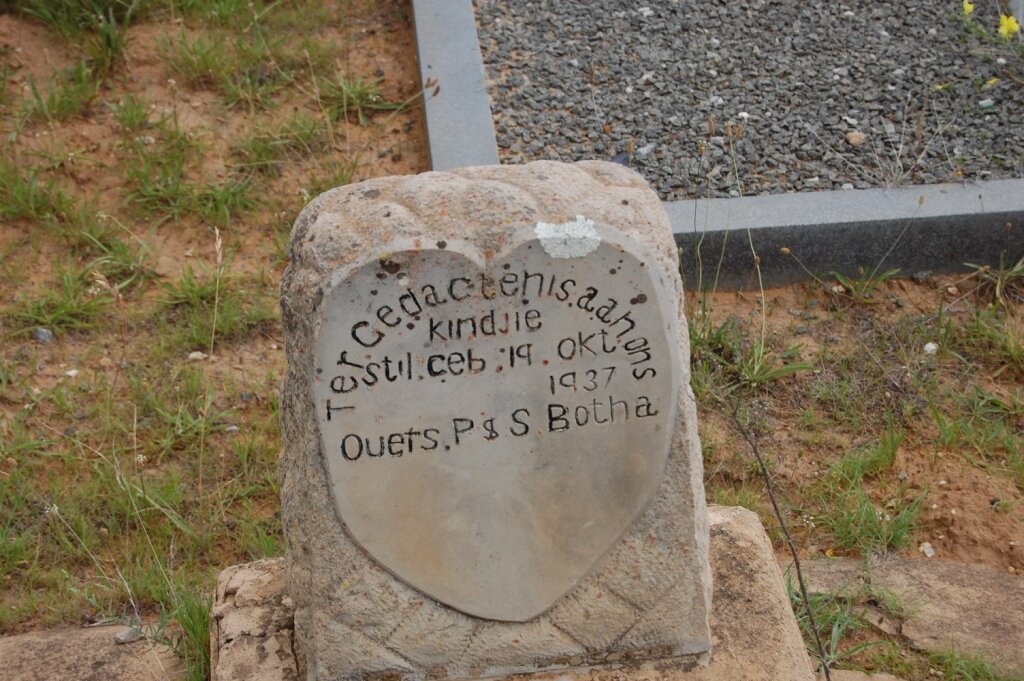 Ter Gedactenis.aan ons
kindjie
stil.Geb.:19.okt
1937
Ouers.P & S Botha